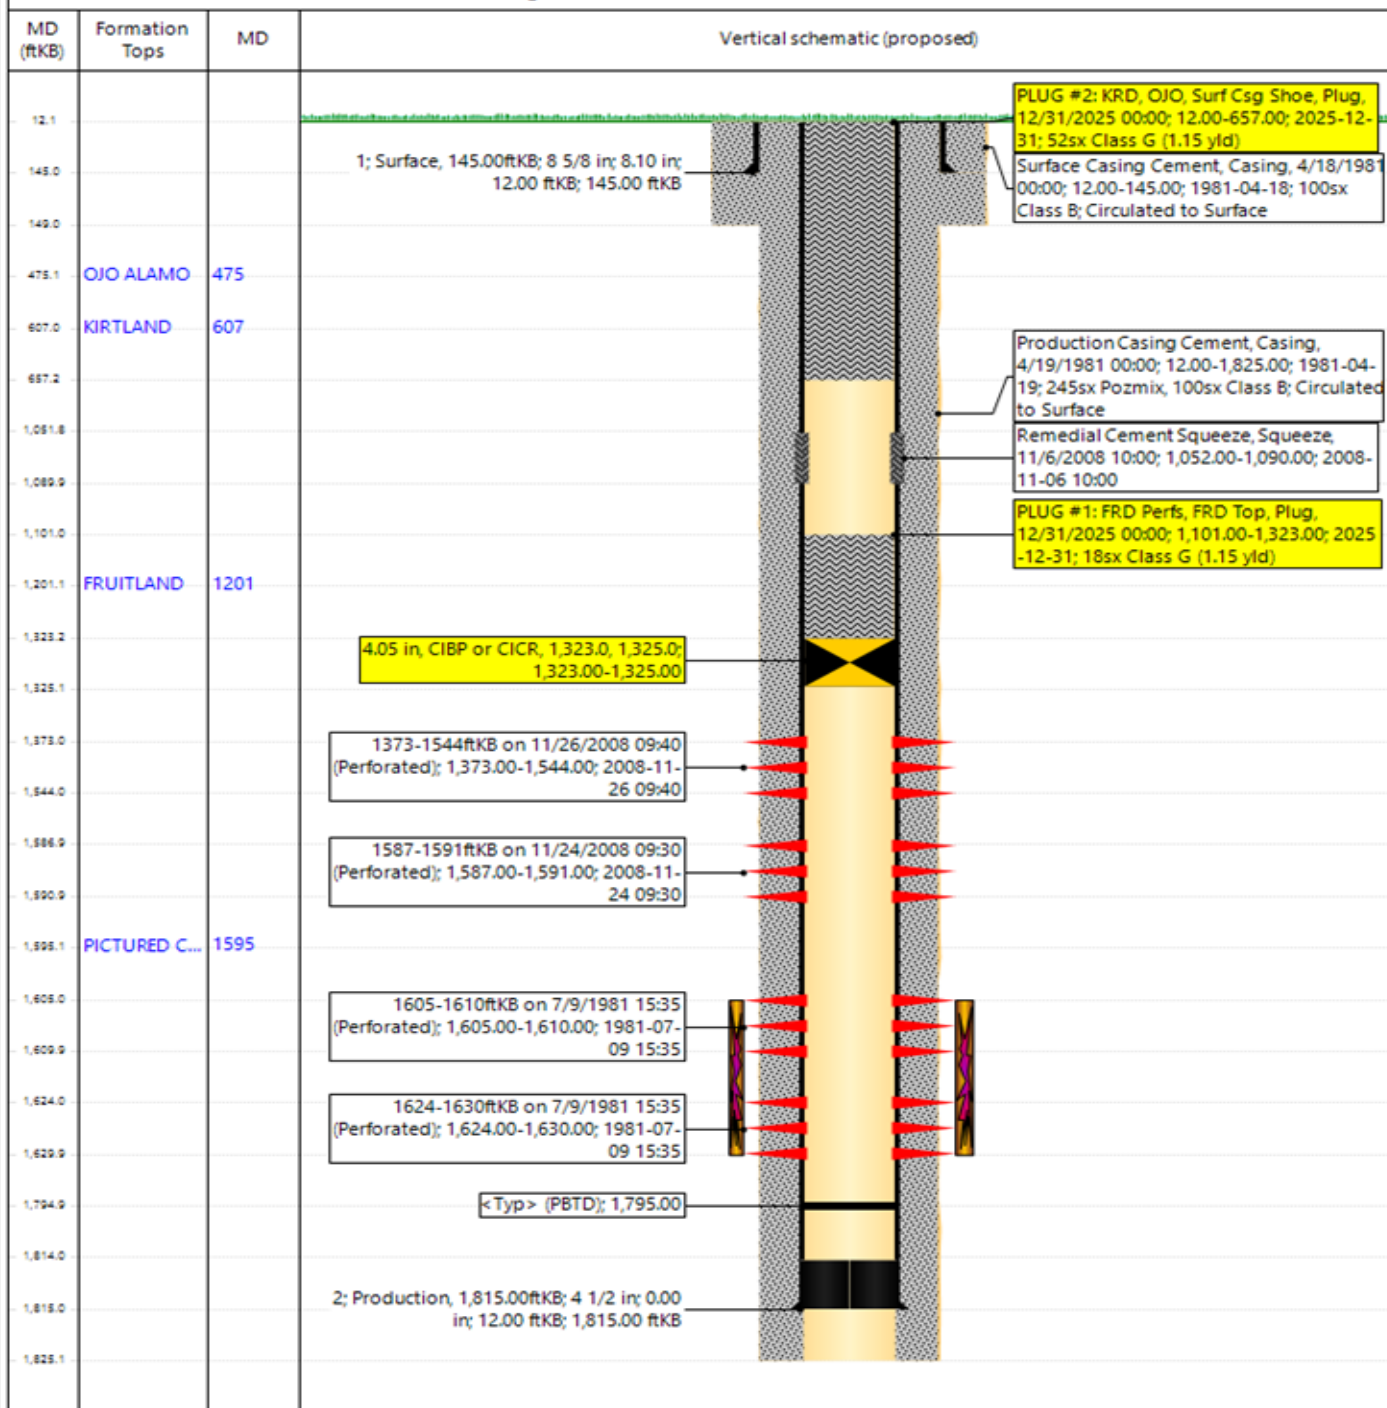 MD
(ftKB)
Formation
Tops
MD
Vertical schematic (proposed)
12.1
145.0
149.0
475.1
607.0
657.2
1,051.8
1,089.9
1,101.0
1,201.1
1,323.2
1,325.1
1,373.0
1,544.0
1,586.9
1,590.9
1,595.1
1,605.0
1,609.9
1,624.0
1,629.9
1,794.9
1,814.0
1,815.0
1,825.1
OJO ALAMO 475
KIRTLAND 607
FRUITLAND 1201
PICTURED C... 1595
1; Surface, 145.00ftKB; 8 5/8 in; 8.10 in;
12.00 ftKB; 145.00 ftKB
4.05 in, CIBP or CICR, 1,323.0, 1,325.0;
1,323.00-1,325.00
1373-1544ftKB on 11/26/2008 09:40
(Perforated); 1,373.00-1,544.00; 2008-11-
26 09:40
1587-1591ftKB on 11/24/2008 09:30
(Perforated); 1,587.00-1,591.00; 2008-11-
24 09:30
1605-1610ftKB on 7/9/1981 15:35
(Perforated); 1,605.00-1,610.00; 1981-07-
09 15:35
1624-1630ftKB on 7/9/1981 15:35
(Perforated); 1,624.00-1,630.00; 1981-07-
09 15:35
<Typ> (PBTD); 1,795.00
2; Production, 1,815.00ftKB; 4 1/2 in; 0.00
in; 12.00 ftKB; 1,815.00 ftKB
PLUG #2: KRD, OJO, Surf Csg Shoe, Plug,
12/31/2025 00:00; 12.00-657.00; 2025-12-
31; 52sx Class G (1.15 yld)
Surface Casing Cement, Casing, 4/18/1981
00:00; 12.00-145.00; 1981-04-18; 100sx
Class B; Circulated to Surface
Production Casing Cement, Casing,
4/19/1981 00:00; 12.00-1,825.00; 1981-04-
19; 245sx Pozmix, 100sx Class B; Circulated
to Surface
Remedial Cement Squeeze, Squeeze,
11/6/2008 10:00; 1,052.00-1,090.00; 2008-
11-06 10:00
PLUG #1: FRD Perfs, FRD Top, Plug,
12/31/2025 00:00; 1,101.00-1,323.00; 2025
-12-31; 18sx Class G (1.15 yld)